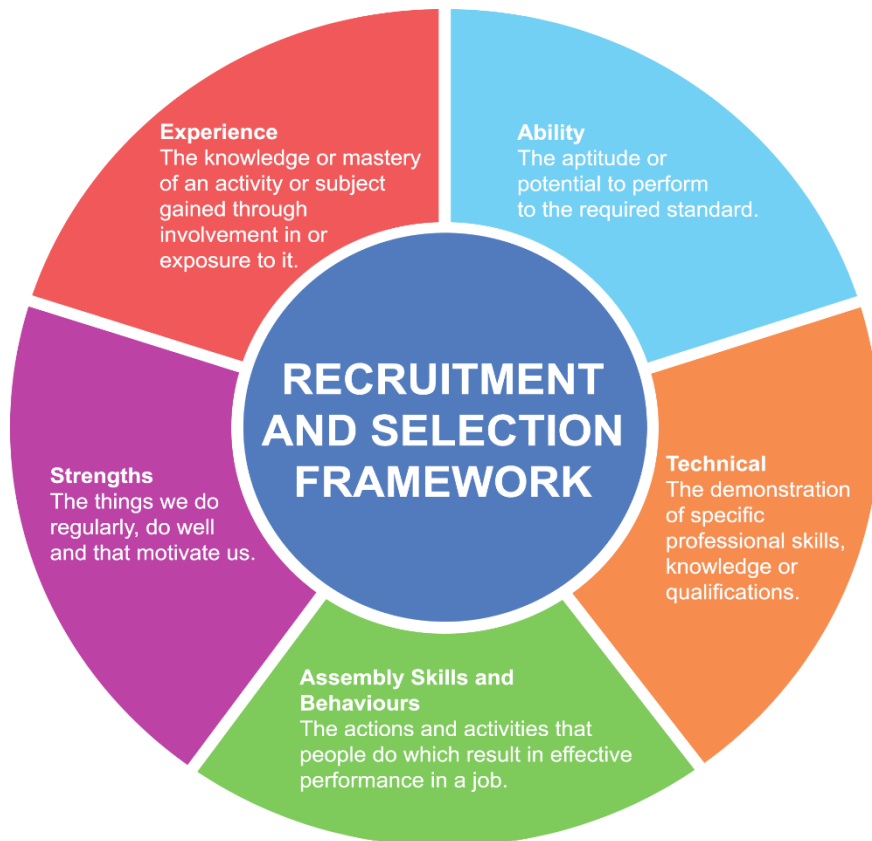 Experience
The knowledge or mastery
of an activity or subject
gained through
involvement in or
exposure to it.
Ability
The aptitude or
potential to perform
to the required standard.
RECRUITMENT
AND SELECTION
FRAMEWORK
Strengths
The things we do
regularly, do well
and that motivate us.
Technical
The demonstration
of specific
professional skills,
knowledge or
qualifications.
Assembly Skills and
Behaviours
The actions and activities that
people do which result in effective
performance in a job.